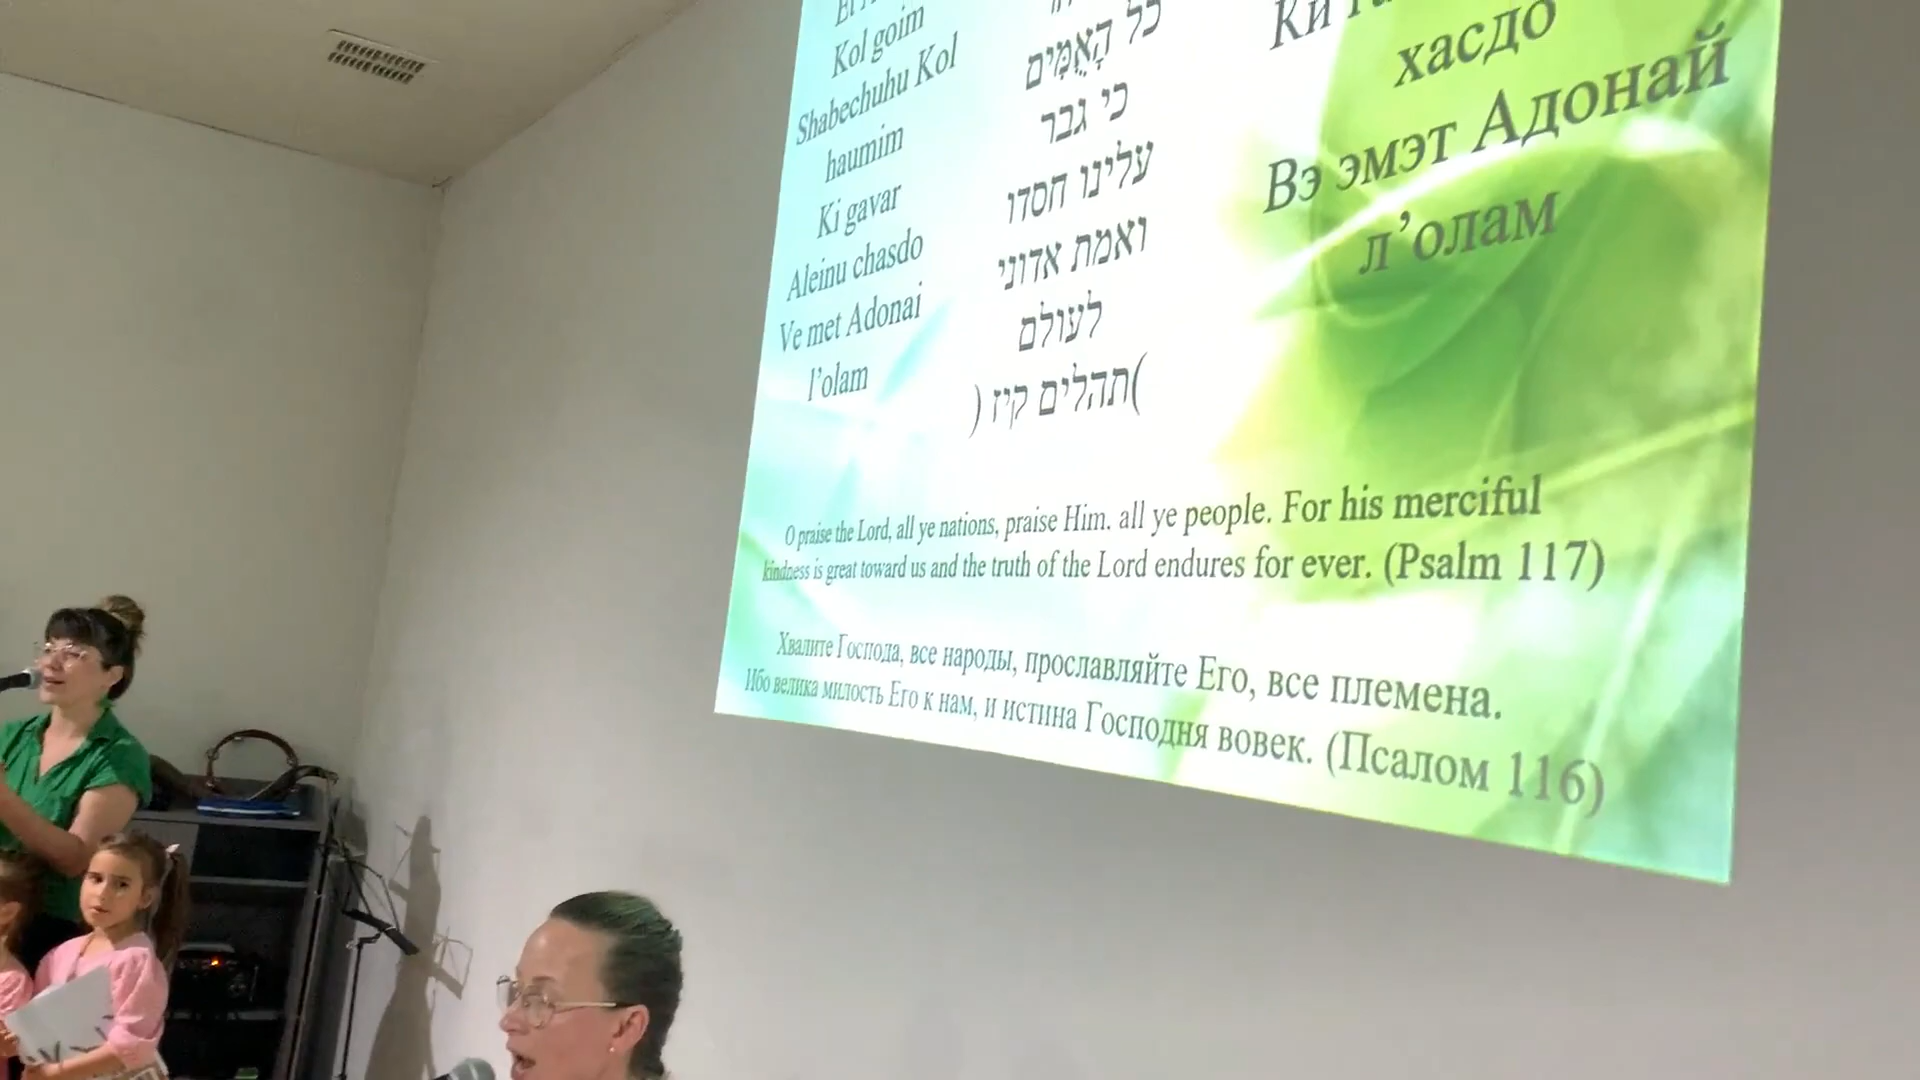 Kol goim
Shabechuhu Kol
haumim
Ki gavar
Aleinu chasdo
Ve met Adonai
l'olam
כל הָאֻמִּים
כי גבר
עלינו חסדו
ואמת אדוני
לעולם
)תהלים קיז (
Ки
хасдо
Вэ эмэт Адонай
л’олам
O praise the Lord, all ye nations, praise Him. all ye people. For his merciful
kindness is great toward us and the truth of the Lord endures for ever. (Psalm 117)
Хвалите Господа, все народы, прославляйте Его, все племена.
Ибо велика милость Его к нам, и истина Господня вовек. (Псалом 116)